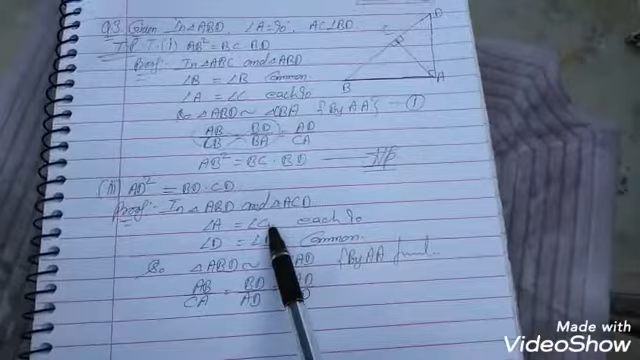 Q3 Given In △ABD, ∠A=90°, AC⊥BD
T.P.T. (i) AB² = BC·BD
Proof:- In △ABC and △ABD
∠B = ∠B Common
∠A = ∠C each 90
So △ABD ~ △CBA {By AA} — (1)
AB/CB = BD/BA = AD/CA
AB² = BC·BD — HP
(ii) AD² = BD·CD
Proof:- In △ABD and △ACD
∠A = ∠C each 90
∠D = ∠ Common
So △ABD ~ AD {By AA
AB/CA = BD/AD = AD
D
C
B
A
Made with
VideoShow